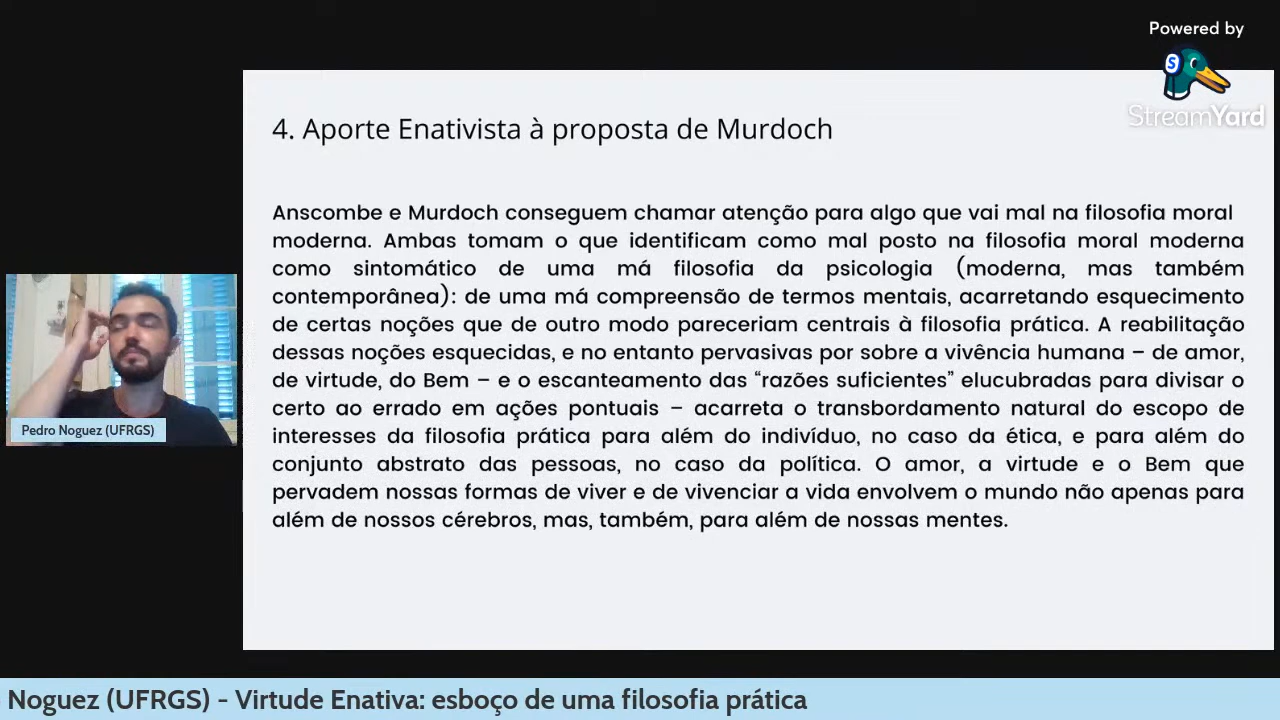 Powered by
S
StreamYard
4. Aporte Enativista à proposta de Murdoch
Anscombe e Murdoch conseguem chamar atenção para algo que vai mal na filosofia moral
moderna. Ambas tomam o que identificam como mal posto na filosofia moral moderna
como sintomático de uma má filosofia da psicologia (moderna, mas também
contemporânea): de uma má compreensão de termos mentais, acarretando esquecimento
de certas noções que de outro modo pareceriam centrais à filosofia prática. A reabilitação
dessas noções esquecidas, e no entanto pervasivas por sobre a vivência humana – de amor,
de virtude, do Bem – e o escanteamento das “razões suficientes” elucubradas para divisar o
certo ao errado em ações pontuais – acarreta o transbordamento natural do escopo de
interesses da filosofia prática para além do indivíduo, no caso da ética, e para além do
conjunto abstrato das pessoas, no caso da política. O amor, a virtude e o Bem que
pervadem nossas formas de viver e de vivenciar a vida envolvem o mundo não apenas para
além de nossos cérebros, mas, também, para além de nossas mentes.
Pedro Noguez (UFRGS)
Noguez (UFRGS) - Virtude Enativa: esboço de uma filosofia prática